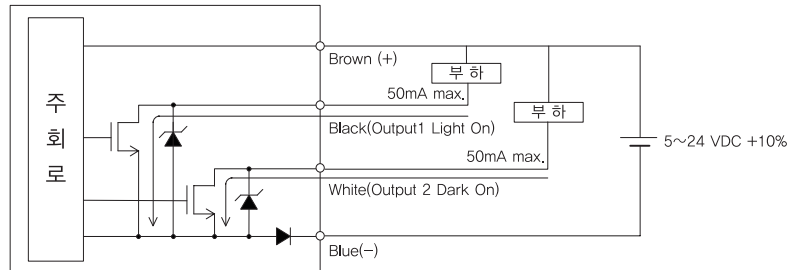 주회로
Brown (+)
부 하
50mA max.
부 하
Black(Output1 Light On)
50mA max.
5~24 VDC +10%
White(Output 2 Dark On)
Blue(-)